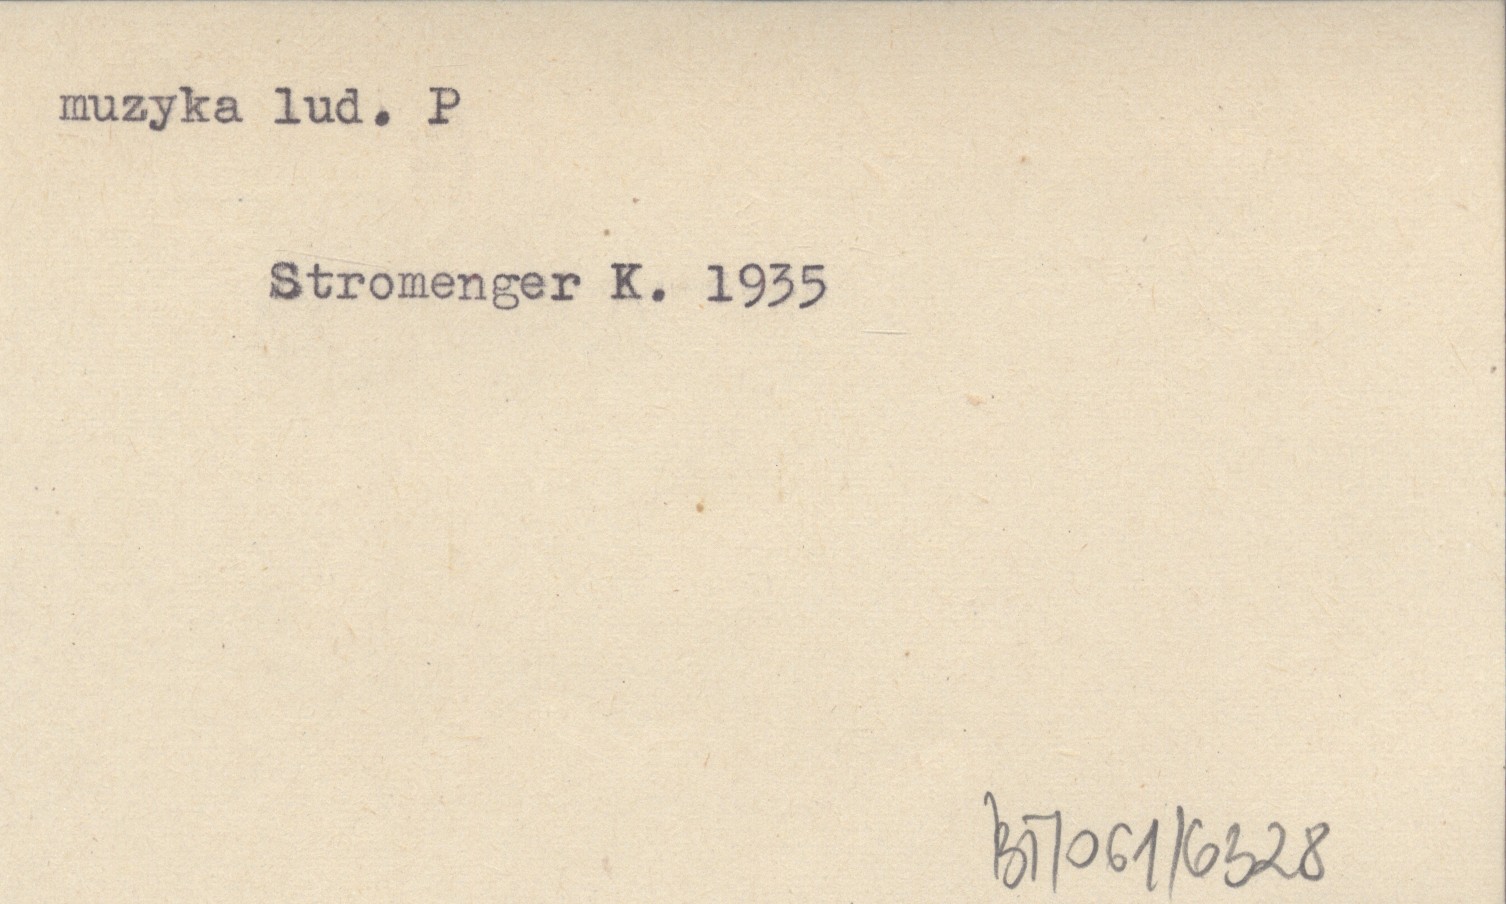 muzyka lud. P
Stromenger K. 1935
BT/061/6328